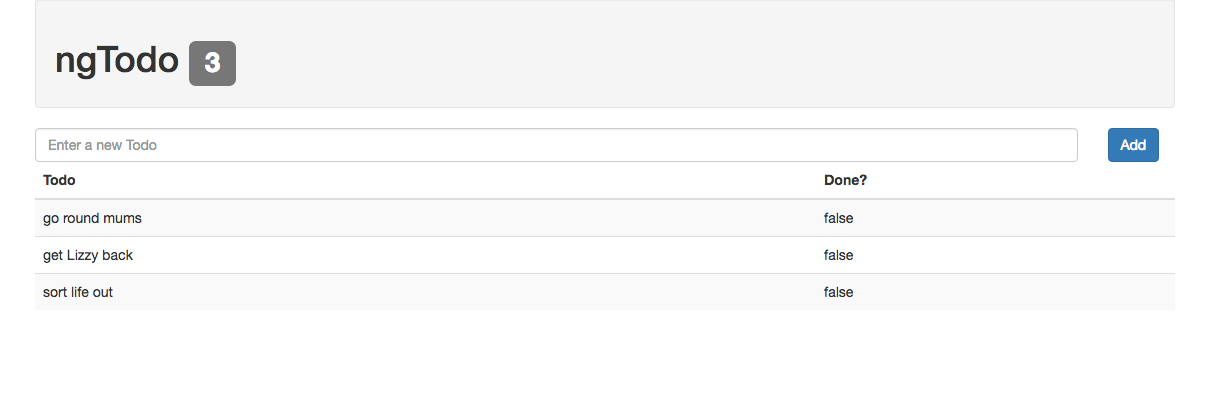 ngTodo 3
Enter a new Todo Add
Todo Done?
go round mums false
get Lizzy back false
sort life out false